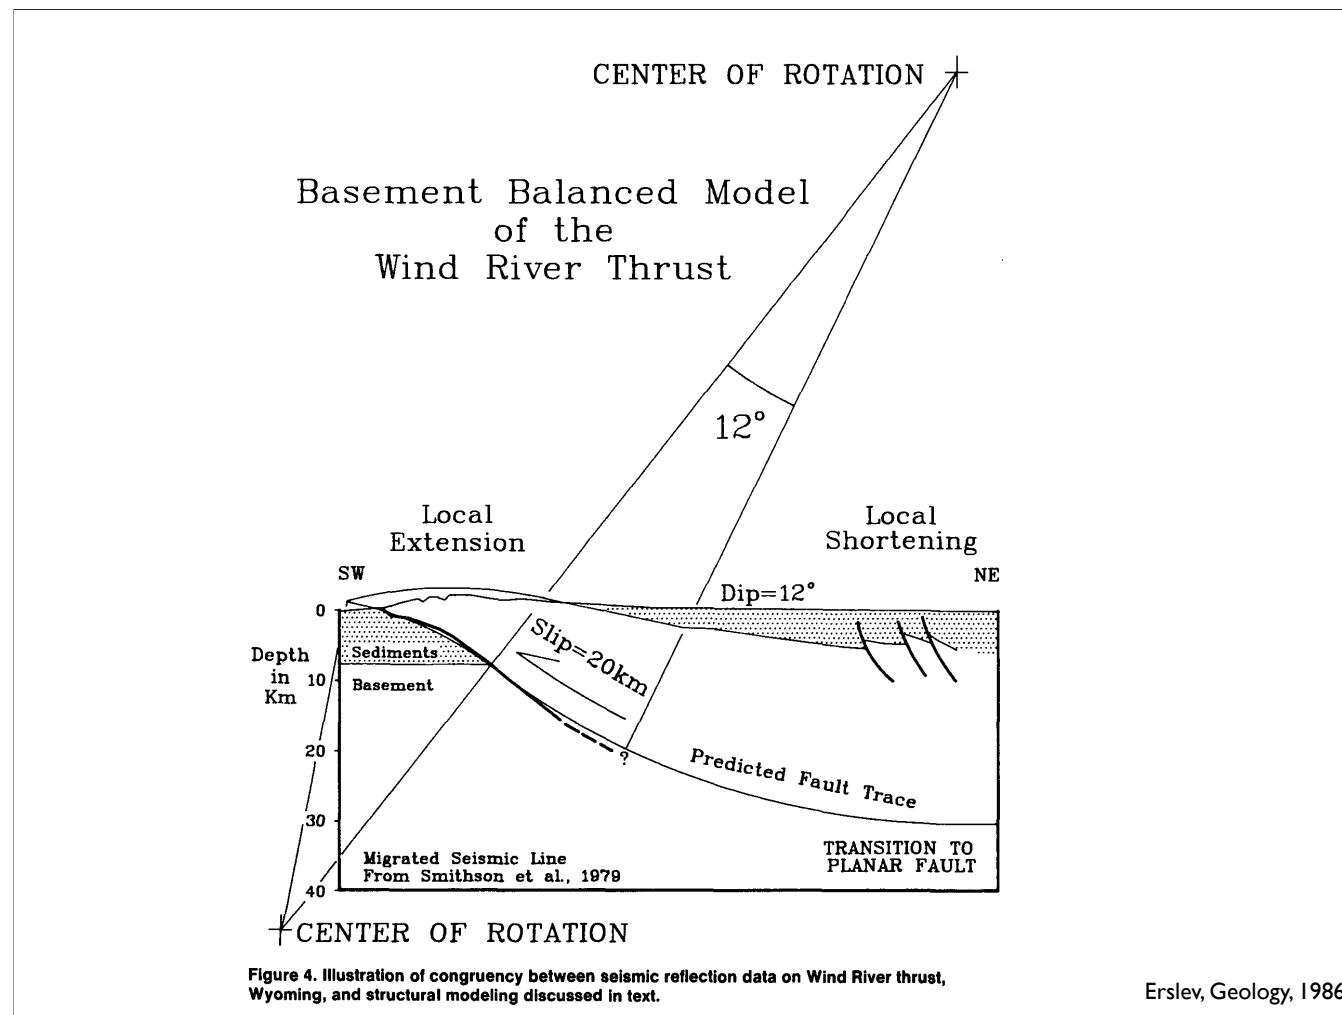 CENTER OF ROTATION
Basement Balanced Model
of the
Wind River Thrust
12°
Local
Extension
Local
Shortening
SW
NE
Dip=12°
0
Slip=20km
Depth
in
Km
Sediments
10
Basement
20
?
Predicted Fault Trace
30
TRANSITION TO
PLANAR FAULT
Migrated Seismic Line
From Smithson et al., 1979
40
CENTER OF ROTATION
Figure 4. Illustration of congruency between seismic reflection data on Wind River thrust,
Wyoming, and structural modeling discussed in text.
Erslev, Geology, 1986